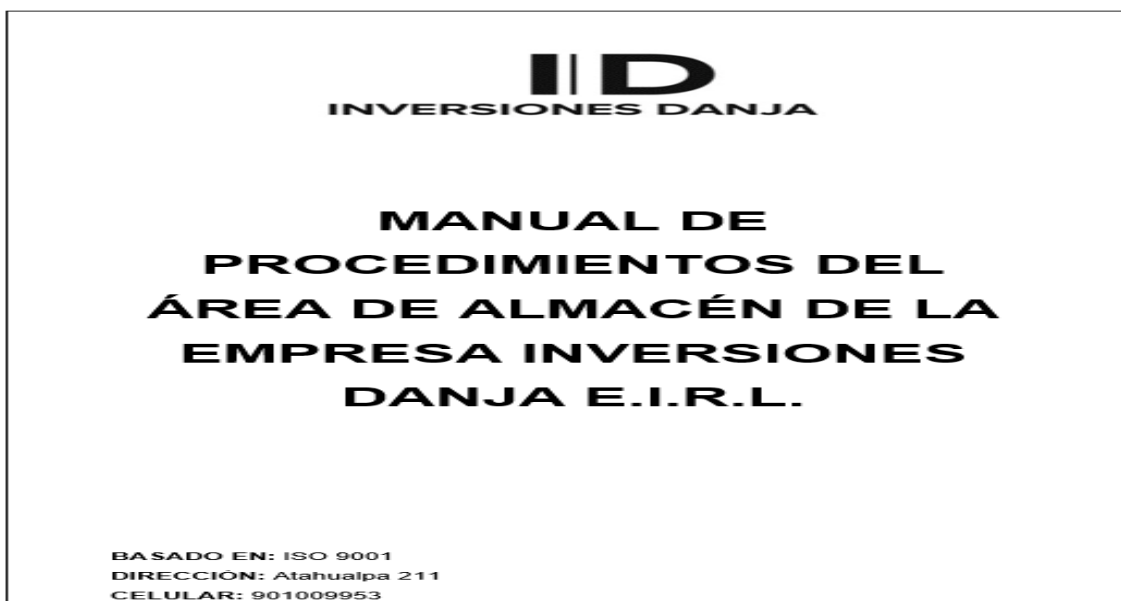 ID
INVERSIONES DANJA
MANUAL DE
PROCEDIMIENTOS DEL
ÁREA DE ALMACÉN DE LA
EMPRESA INVERSIONES
DANJA E.I.R.L.
BASADO EN: ISO 9001
DIRECCIÓN: Atahualpa 211
CELULAR: 901009953